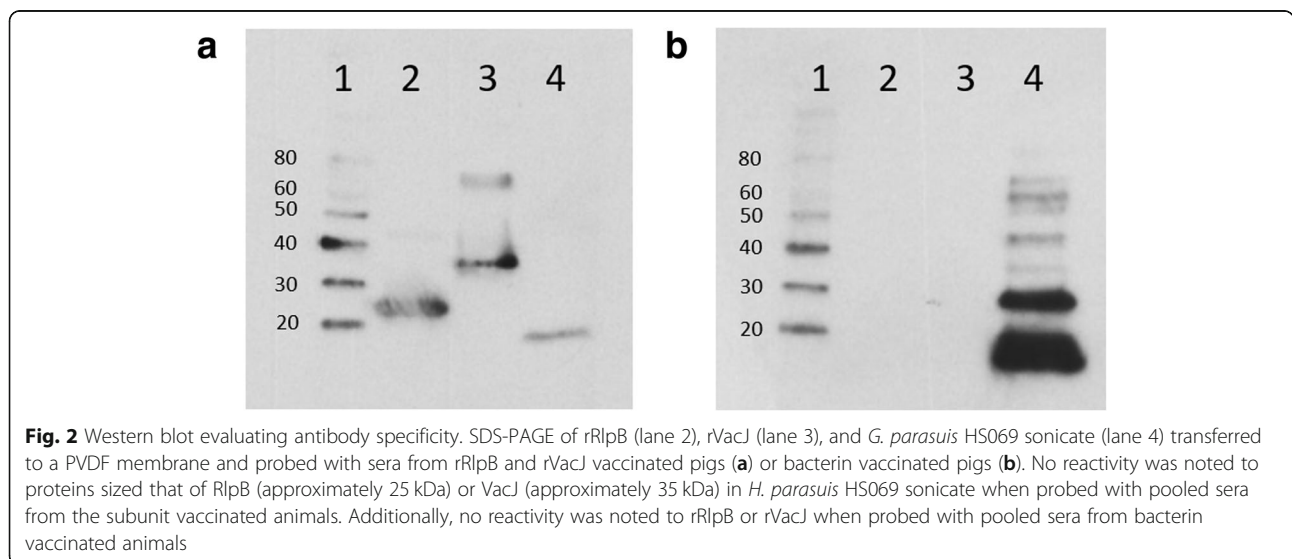 a
1 2 3 4
80
60
50
40
30
20
b
1 2 3 4
80
60
50
40
30
20
Fig. 2 Western blot evaluating antibody specificity. SDS-PAGE of rRlpB (lane 2), rVacJ (lane 3), and G. parasuis HS069 sonicate (lane 4) transferred
to a PVDF membrane and probed with sera from rRlpB and rVacJ vaccinated pigs (a) or bacterin vaccinated pigs (b). No reactivity was noted to
proteins sized that of RlpB (approximately 25 kDa) or VacJ (approximately 35 kDa) in H. parasuis HS069 sonicate when probed with pooled sera
from the subunit vaccinated animals. Additionally, no reactivity was noted to rRlpB or rVacJ when probed with pooled sera from bacterin
vaccinated animals